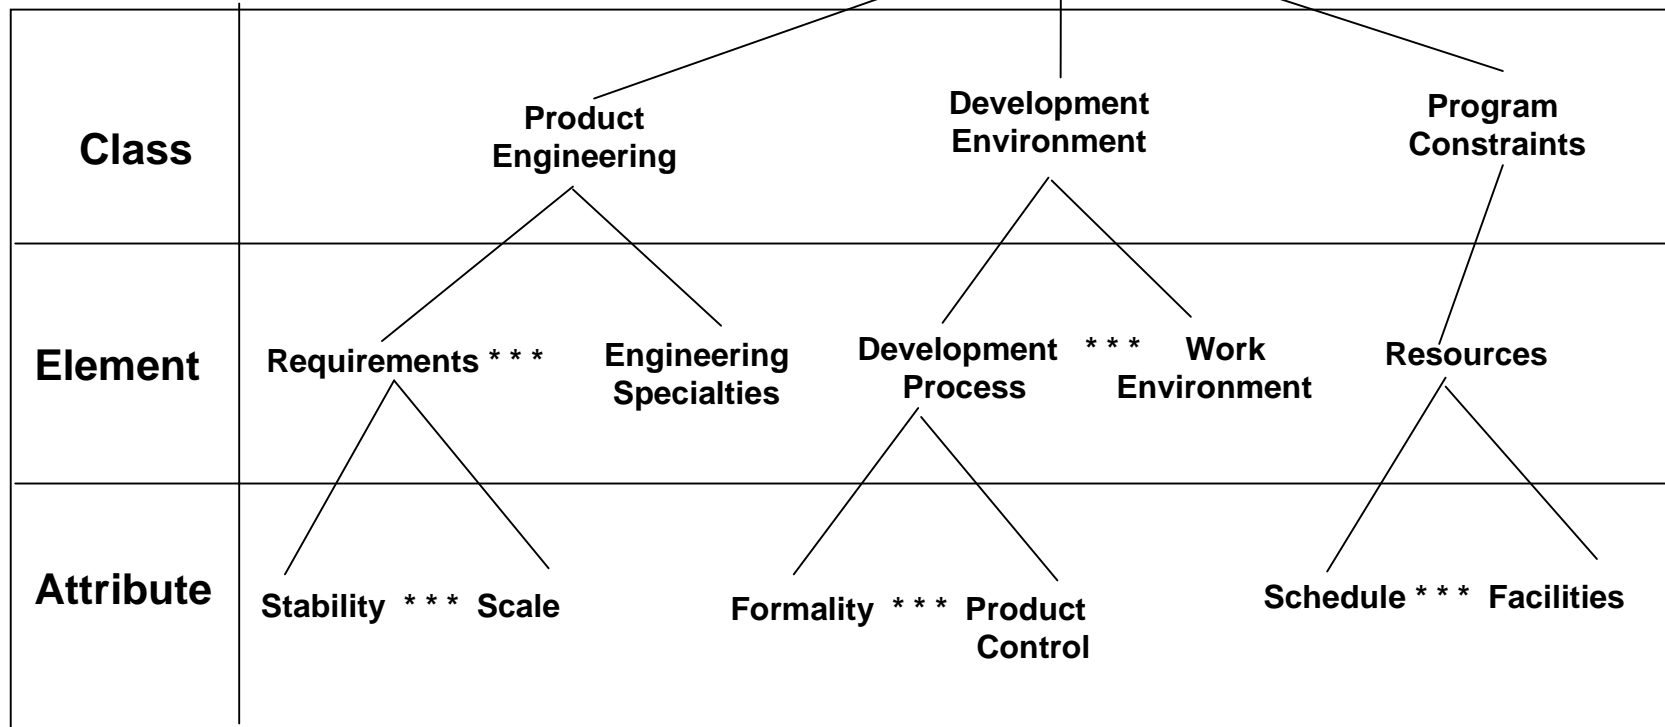 Class
Product
Engineering
Development
Environment
Program
Constraints
Element
Requirements * * *
Engineering
Specialties
Development * * * Work
Process Environment
Resources
Attribute
Stability * * * Scale
Formality * * * Product
Control
Schedule * * * Facilities